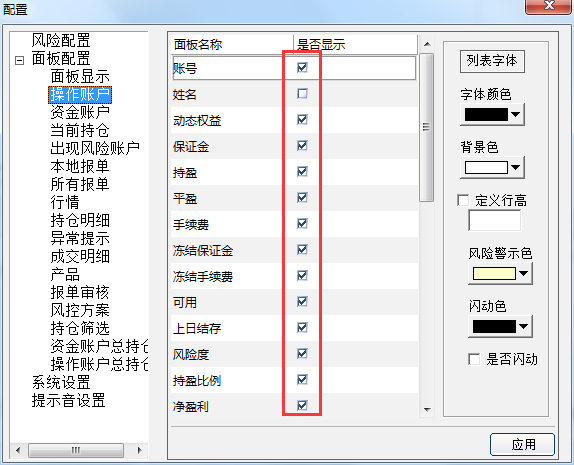 配置
风险配置
面板配置
面板显示
操作账户
资金账户
当前持仓
出现风险账户
本地报单
所有报单
行情
持仓明细
异常提示
成交明细
产品
报单审核
风控方案
持仓筛选
资金账户总持仓
操作账户总持仓
系统设置
提示音设置
面板名称 是否显示
账号
姓名
动态权益
保证金
持盈
平盈
手续费
冻结保证金
冻结手续费
可用
上日结存
风险度
持盈比例
净盈利
列表字体
字体颜色
背景色
定义行高
风险警示色
闪动色
是否闪动
应用